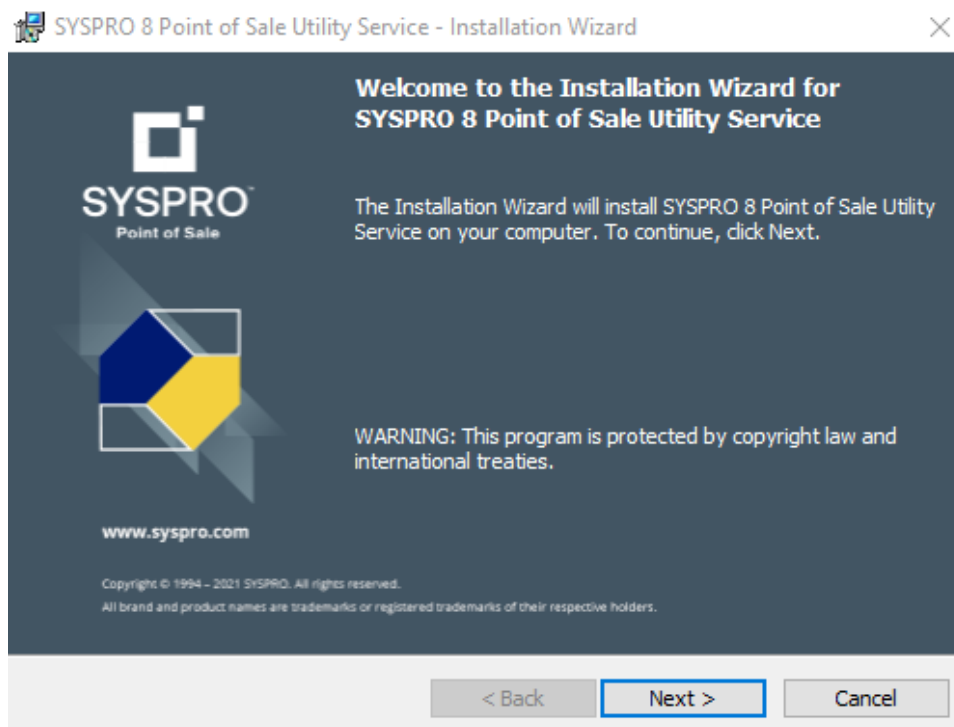 SYSPRO 8 Point of Sale Utility Service - Installation Wizard
Welcome to the Installation Wizard for
SYSPRO 8 Point of Sale Utility Service
SYSPRO™
Point of Sale
The Installation Wizard will install SYSPRO 8 Point of Sale Utility
Service on your computer. To continue, click Next.
WARNING: This program is protected by copyright law and
international treaties.
www.syspro.com
Copyright © 1994 – 2021 SYSPRO. All rights reserved.
All brand and product names are trademarks or registered trademarks of their respective holders.
< Back
Next >
Cancel